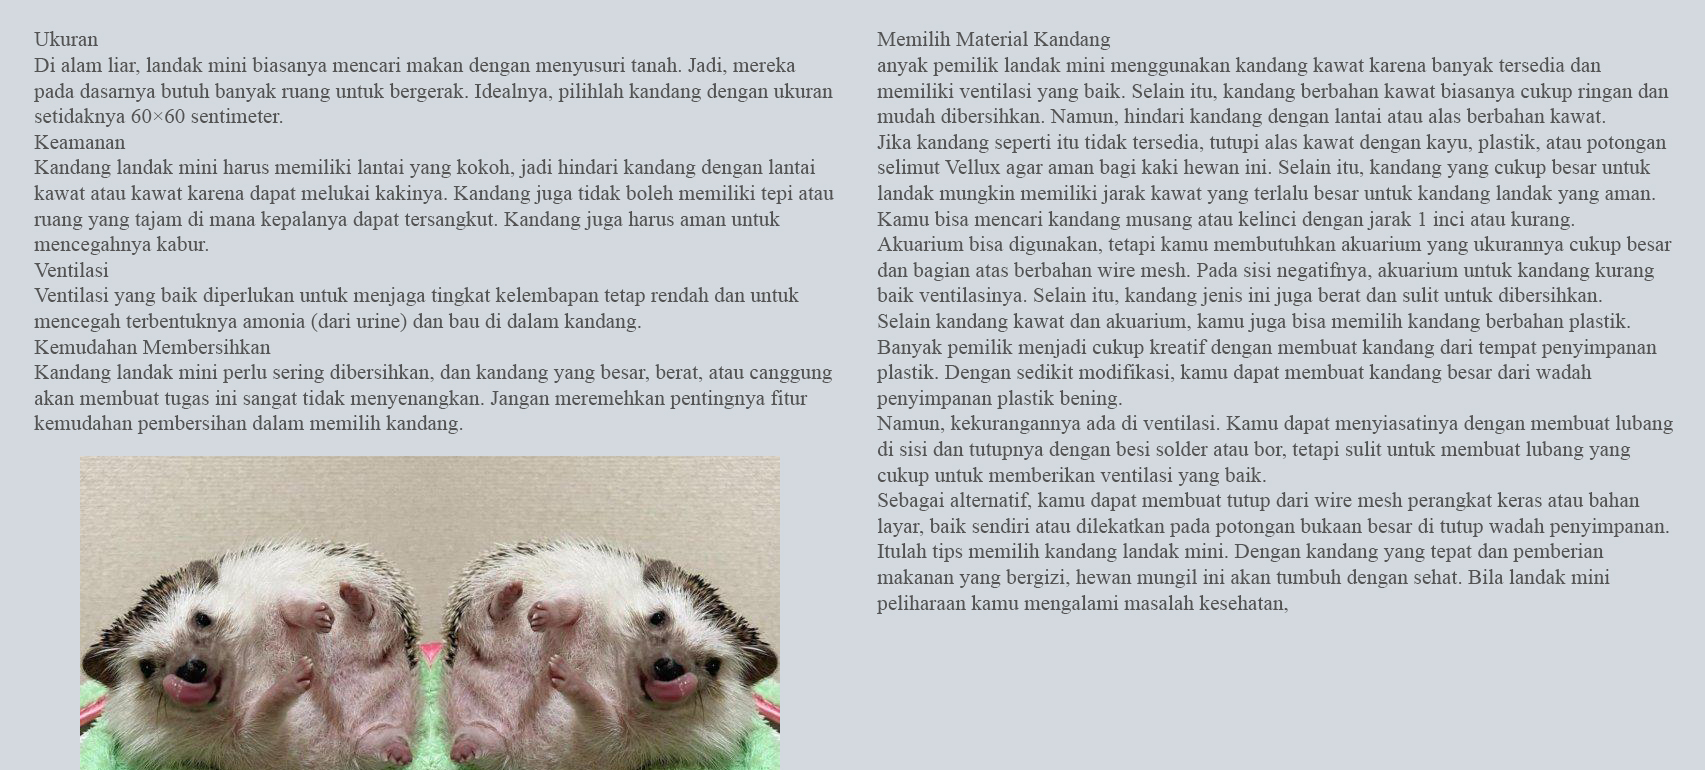 Ukuran
Di alam liar, landak mini biasanya mencari makan dengan menyusuri tanah. Jadi, mereka
pada dasarnya butuh banyak ruang untuk bergerak. Idealnya, pilihlah kandang dengan ukuran
setidaknya 60×60 sentimeter.
Keamanan
Kandang landak mini harus memiliki lantai yang kokoh, jadi hindari kandang dengan lantai
kawat atau kawat karena dapat melukai kakinya. Kandang juga tidak boleh memiliki tepi atau
ruang yang tajam di mana kepalanya dapat tersangkut. Kandang juga harus aman untuk
mencegahnya kabur.
Ventilasi
Ventilasi yang baik diperlukan untuk menjaga tingkat kelembapan tetap rendah dan untuk
mencegah terbentuknya amonia (dari urine) dan bau di dalam kandang.
Kemudahan Membersihkan
Kandang landak mini perlu sering dibersihkan, dan kandang yang besar, berat, atau canggung
akan membuat tugas ini sangat tidak menyenangkan. Jangan meremehkan pentingnya fitur
kemudahan pembersihan dalam memilih kandang.
Memilih Material Kandang
anyak pemilik landak mini menggunakan kandang kawat karena banyak tersedia dan
memiliki ventilasi yang baik. Selain itu, kandang berbahan kawat biasanya cukup ringan dan
mudah dibersihkan. Namun, hindari kandang dengan lantai atau alas berbahan kawat.
Jika kandang seperti itu tidak tersedia, tutupi alas kawat dengan kayu, plastik, atau potongan
selimut Vellux agar aman bagi kaki hewan ini. Selain itu, kandang yang cukup besar untuk
landak mungkin memiliki jarak kawat yang terlalu besar untuk kandang landak yang aman.
Kamu bisa mencari kandang musang atau kelinci dengan jarak 1 inci atau kurang.
Akuarium bisa digunakan, tetapi kamu membutuhkan akuarium yang ukurannya cukup besar
dan bagian atas berbahan wire mesh. Pada sisi negatifnya, akuarium untuk kandang kurang
baik ventilasinya. Selain itu, kandang jenis ini juga berat dan sulit untuk dibersihkan.
Selain kandang kawat dan akuarium, kamu juga bisa memilih kandang berbahan plastik.
Banyak pemilik menjadi cukup kreatif dengan membuat kandang dari tempat penyimpanan
plastik. Dengan sedikit modifikasi, kamu dapat membuat kandang besar dari wadah
penyimpanan plastik bening.
Namun, kekurangannya ada di ventilasi. Kamu dapat menyiasatinya dengan membuat lubang
di sisi dan tutupnya dengan besi solder atau bor, tetapi sulit untuk membuat lubang yang
cukup untuk memberikan ventilasi yang baik.
Sebagai alternatif, kamu dapat membuat tutup dari wire mesh perangkat keras atau bahan
layar, baik sendiri atau dilekatkan pada potongan bukaan besar di tutup wadah penyimpanan.
Itulah tips memilih kandang landak mini. Dengan kandang yang tepat dan pemberian
makanan yang bergizi, hewan mungil ini akan tumbuh dengan sehat. Bila landak mini
peliharaan kamu mengalami masalah kesehatan,